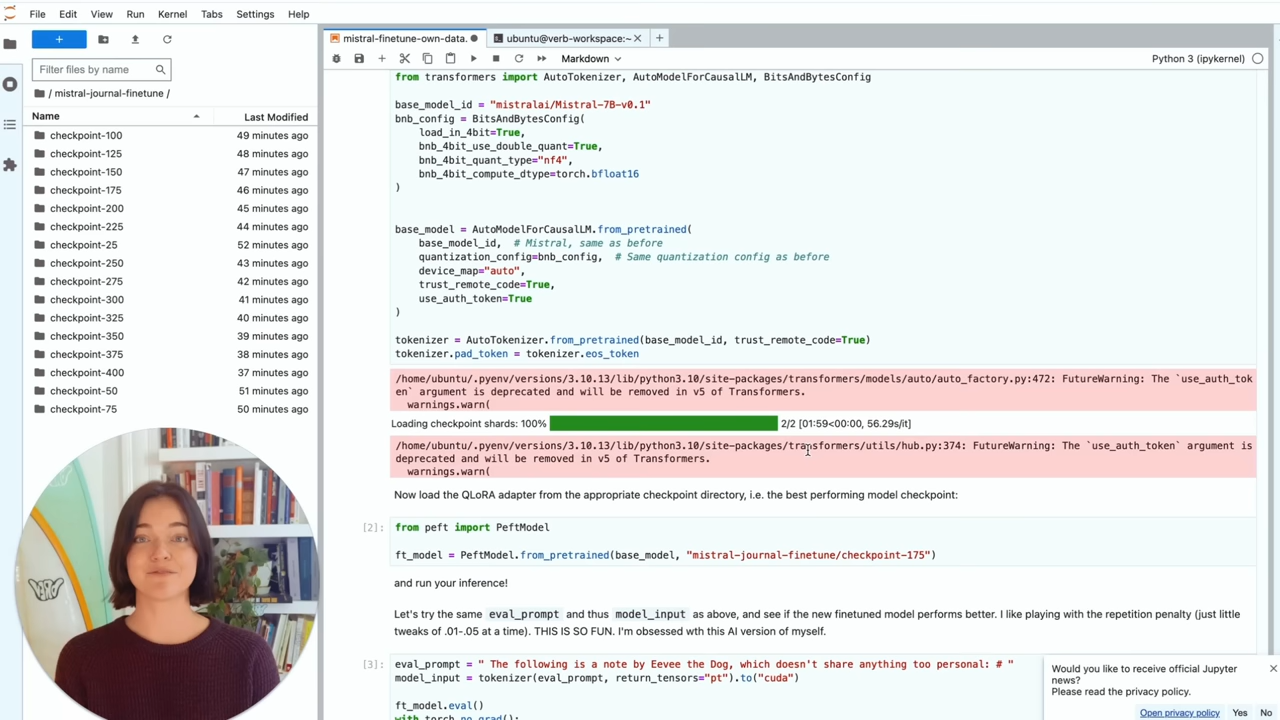 File Edit View Run Kernel Tabs Settings Help
+
Filter files by name
/ mistral-journal-finetune /
Name Last Modified
checkpoint-100 49 minutes ago
checkpoint-125 48 minutes ago
checkpoint-150 47 minutes ago
checkpoint-175 46 minutes ago
checkpoint-200 45 minutes ago
checkpoint-225 44 minutes ago
checkpoint-25 52 minutes ago
checkpoint-250 43 minutes ago
checkpoint-275 42 minutes ago
checkpoint-300 41 minutes ago
checkpoint-325 40 minutes ago
checkpoint-350 39 minutes ago
checkpoint-375 38 minutes ago
checkpoint-400 37 minutes ago
checkpoint-50 51 minutes ago
checkpoint-75 50 minutes ago
mistral-finetune-own-data. ubuntu@verb-workspace:~
Markdown Python 3 (ipykernel)
from transformers import AutoTokenizer, AutoModelForCausalLM, BitsAndBytesConfig
base_model_id = "mistralai/Mistral-7B-v0.1"
bnb_config = BitsAndBytesConfig(
load_in_4bit=True,
bnb_4bit_use_double_quant=True,
bnb_4bit_quant_type="nf4",
bnb_4bit_compute_dtype=torch.bfloat16
)
base_model = AutoModelForCausalLM.from_pretrained(
base_model_id, # Mistral, same as before
quantization_config=bnb_config, # Same quantization config as before
device_map="auto",
trust_remote_code=True,
use_auth_token=True
)
tokenizer = AutoTokenizer.from_pretrained(base_model_id, trust_remote_code=True)
tokenizer.pad_token = tokenizer.eos_token
/home/ubuntu/.pyenv/versions/3.10.13/lib/python3.10/site-packages/transformers/models/auto/auto_factory.py:472: FutureWarning: The `use_auth_tok
en` argument is deprecated and will be removed in v5 of Transformers.
warnings.warn(
Loading checkpoint shards: 100% 2/2 [01:59<00:00, 56.29s/it]
/home/ubuntu/.pyenv/versions/3.10.13/lib/python3.10/site-packages/transformers/utils/hub.py:374: FutureWarning: The `use_auth_token` argument is
deprecated and will be removed in v5 of Transformers.
warnings.warn(
Now load the QLoRA adapter from the appropriate checkpoint directory, i.e. the best performing model checkpoint:
[2]: from peft import PeftModel
ft_model = PeftModel.from_pretrained(base_model, "mistral-journal-finetune/checkpoint-175")
and run your inference!
Let's try the same eval_prompt and thus model_input as above, and see if the new finetuned model performs better. I like playing with the repetition penalty (just little
tweaks of .01-.05 at a time). THIS IS SO FUN. I'm obsessed wth this AI version of myself.
[3]: eval_prompt = " The following is a note by Eevee the Dog, which doesn't share anything too personal: # "
model_input = tokenizer(eval_prompt, return_tensors="pt").to("cuda")
ft_model.eval()
with torch.no_grad():
Would you like to receive official Jupyter
news?
Please read the privacy policy.
Open privacy policy Yes No